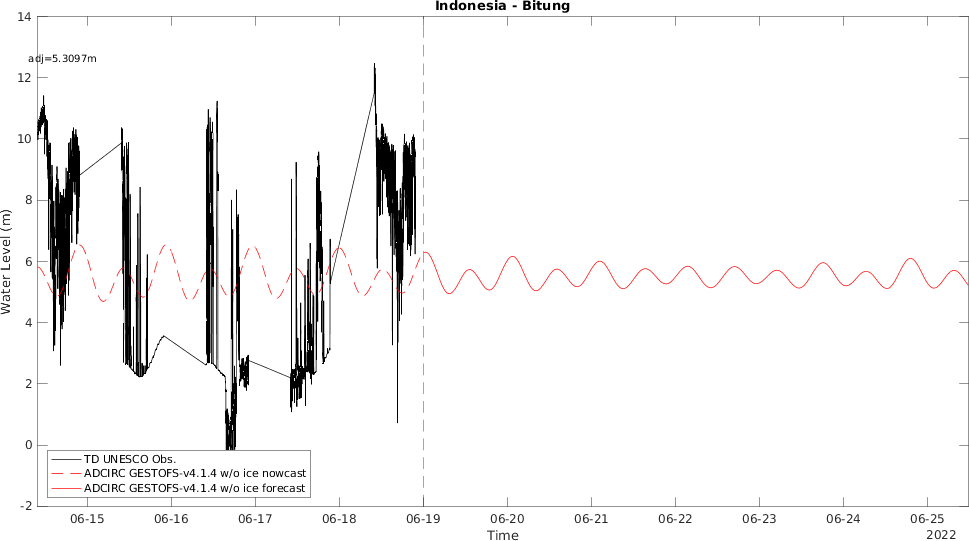 Indonesia - Bitung
adj=5.3097m
Water Level (m)
14
12
10
8
6
4
2
0
-2
TD UNESCO Obs.
ADCIRC GESTOFS-v4.1.4 w/o ice nowcast
ADCIRC GESTOFS-v4.1.4 w/o ice forecast
06-15 06-16 06-17 06-18 06-19 06-20 06-21 06-22 06-23 06-24 06-25
Time
2022